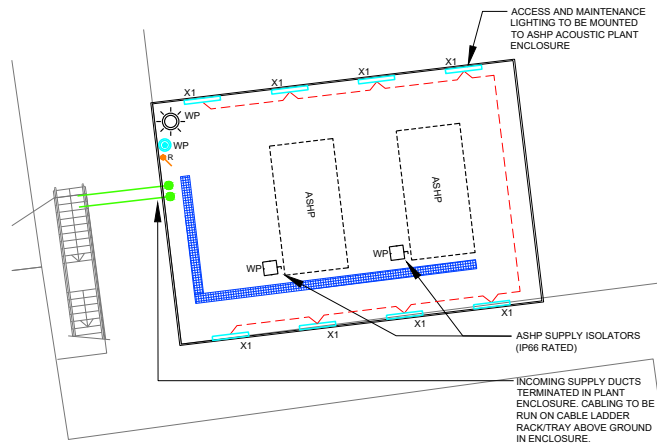 ACCESS AND MAINTENANCE
LIGHTING TO BE MOUNTED
TO ASHP ACOUSTIC PLANT
ENCLOSURE
X1
X1
X1
X1
WP
WP
R
ASHP
ASHP
WP
WP
X1
X1
X1
X1
ASHP SUPPLY ISOLATORS
(IP66 RATED)
INCOMING SUPPLY DUCTS
TERMINATED IN PLANT
ENCLOSURE. CABLING TO BE
RUN ON CABLE LADDER
RACK/TRAY ABOVE GROUND
IN ENCLOSURE.